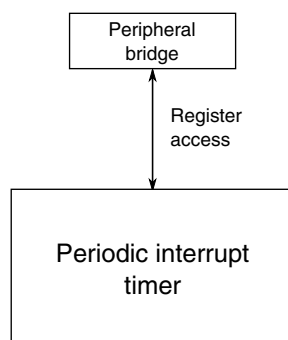 Peripheral
bridge
Register
access
Periodic interrupt
timer